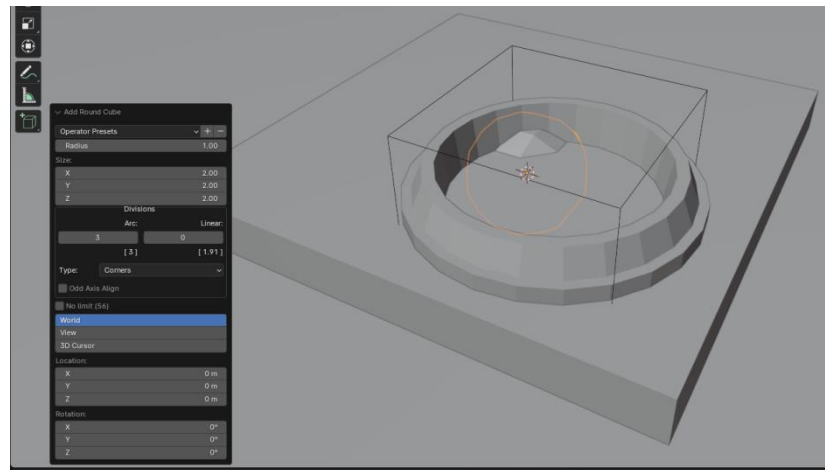 Add Round Cube
Operator Presets
Radius 1.00
Size:
X 2.00
Y 2.00
Z 2.00
Divisions
Arc: Linear:
3 0
[ 3 ] [ 1.91 ]
Type: Corners
Odd Axis Align
No limit (56)
World
View
3D Cursor
Location:
X 0 m
Y 0 m
Z 0 m
Rotation:
X 0°
Y 0°
Z 0°